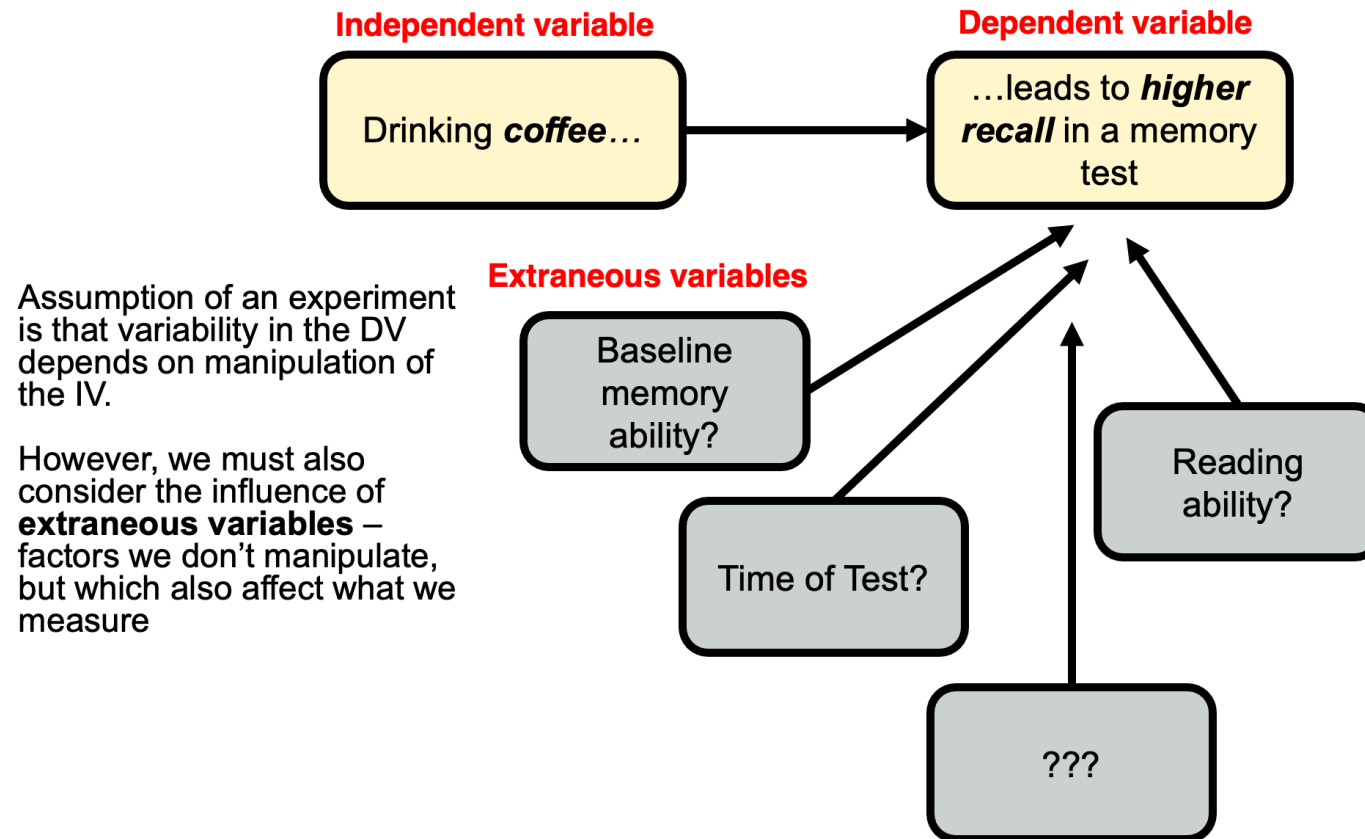 Independent variable
Dependent variable
Drinking coffee…
…leads to higher
recall in a memory
test
Extraneous variables
Assumption of an experiment
is that variability in the DV
depends on manipulation of
the IV.
However, we must also
consider the influence of
extraneous variables –
factors we don’t manipulate,
but which also affect what we
measure
Baseline
memory
ability?
Time of Test?
Reading
ability?
???